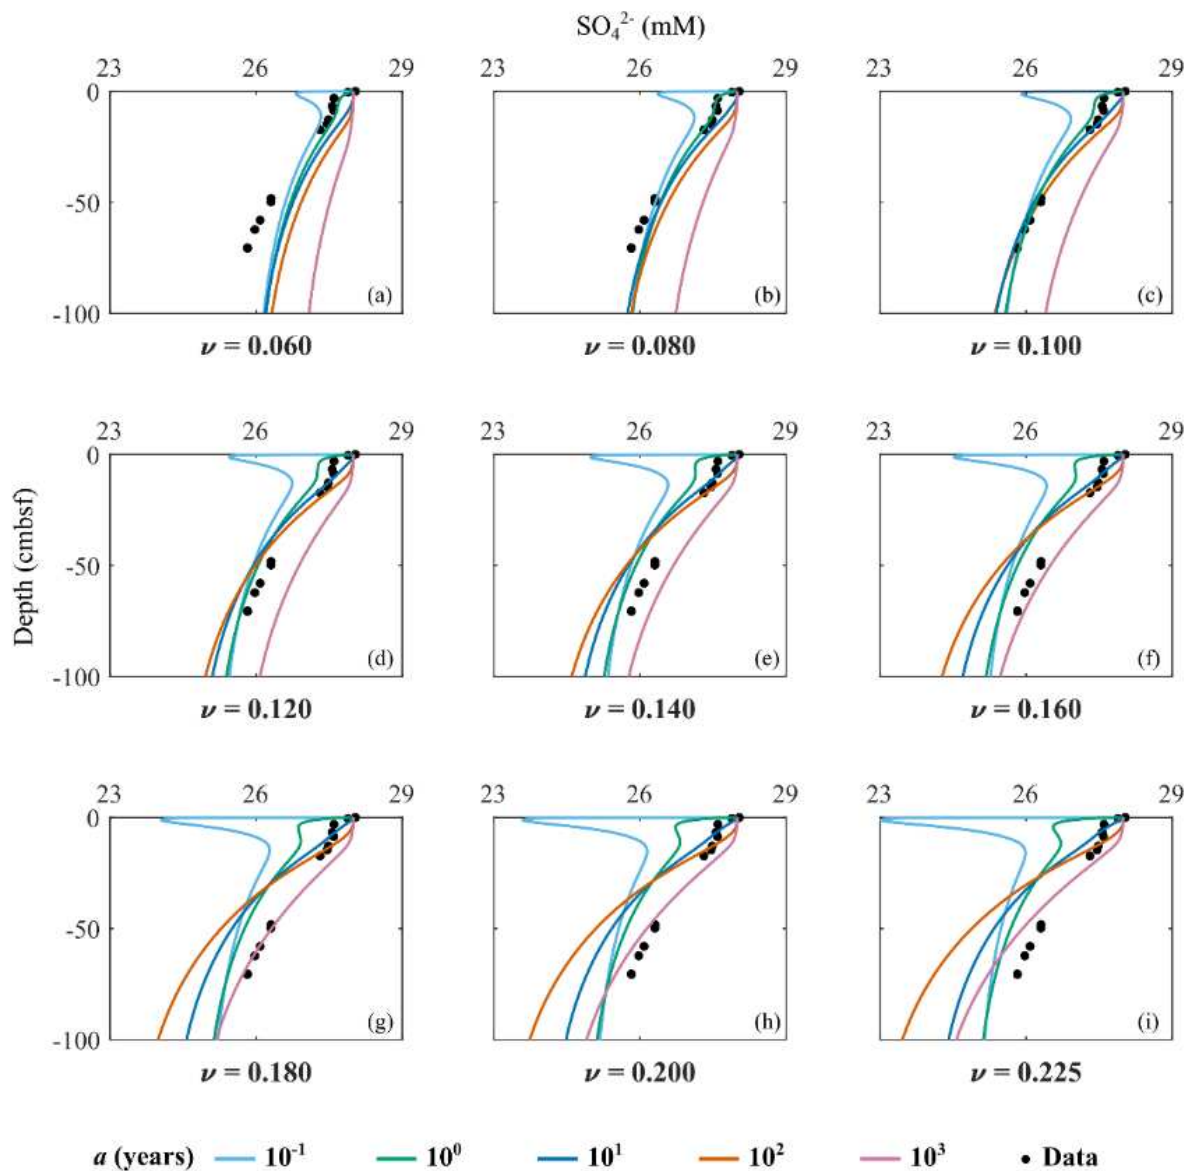 SO₄²⁻ (mM)
23 26 29 23 26 29 23 26 29
0
-50
-100
(a) (b) (c)
ν = 0.060 ν = 0.080 ν = 0.100
23 26 29 23 26 29 23 26 29
0
-50
-100
Depth (cmbsf)
(d) (e) (f)
ν = 0.120 ν = 0.140 ν = 0.160
23 26 29 23 26 29 23 26 29
0
-50
-100
(g) (h) (i)
ν = 0.180 ν = 0.200 ν = 0.225
a (years) 10⁻¹ 10⁰ 10¹ 10² 10³ Data